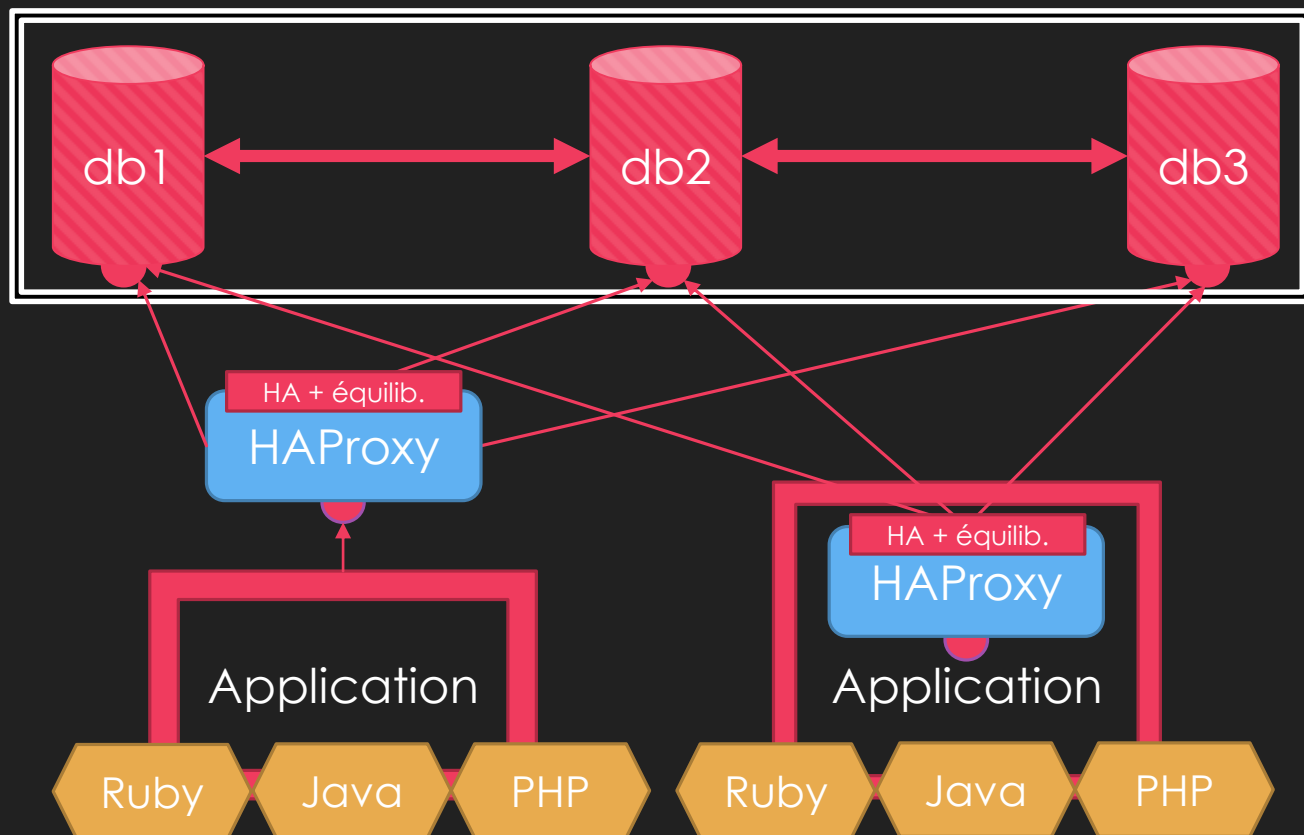 db1
db2
db3
HA + équilib.
HAProxy
HA + équilib.
HAProxy
Application
Application
Ruby
Java
PHP
Ruby
Java
PHP